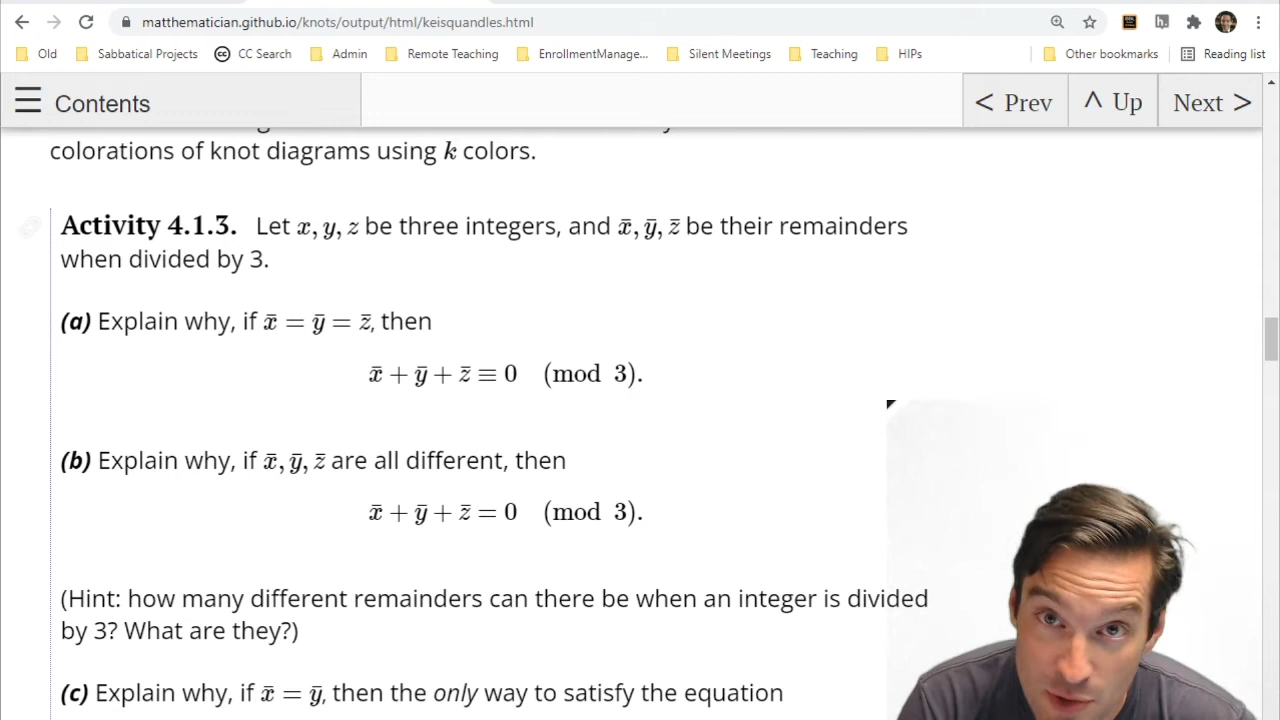 matthematician.github.io/knots/output/html/keisquandles.html
Old Sabbatical Projects CC Search Admin Remote Teaching EnrollmentManage... Silent Meetings Teaching HIPs Other bookmarks Reading list
Contents < Prev ^ Up Next >
colorations of knot diagrams using k colors.
Activity 4.1.3. Let x, y, z be three integers, and x̄, ȳ, z̄ be their remainders
when divided by 3.
(a) Explain why, if x̄ = ȳ = z̄, then
x̄ + ȳ + z̄ ≡ 0 (mod 3).
(b) Explain why, if x̄, ȳ, z̄ are all different, then
x̄ + ȳ + z̄ = 0 (mod 3).
(Hint: how many different remainders can there be when an integer is divided
by 3? What are they?)
(c) Explain why, if x̄ = ȳ, then the only way to satisfy the equation